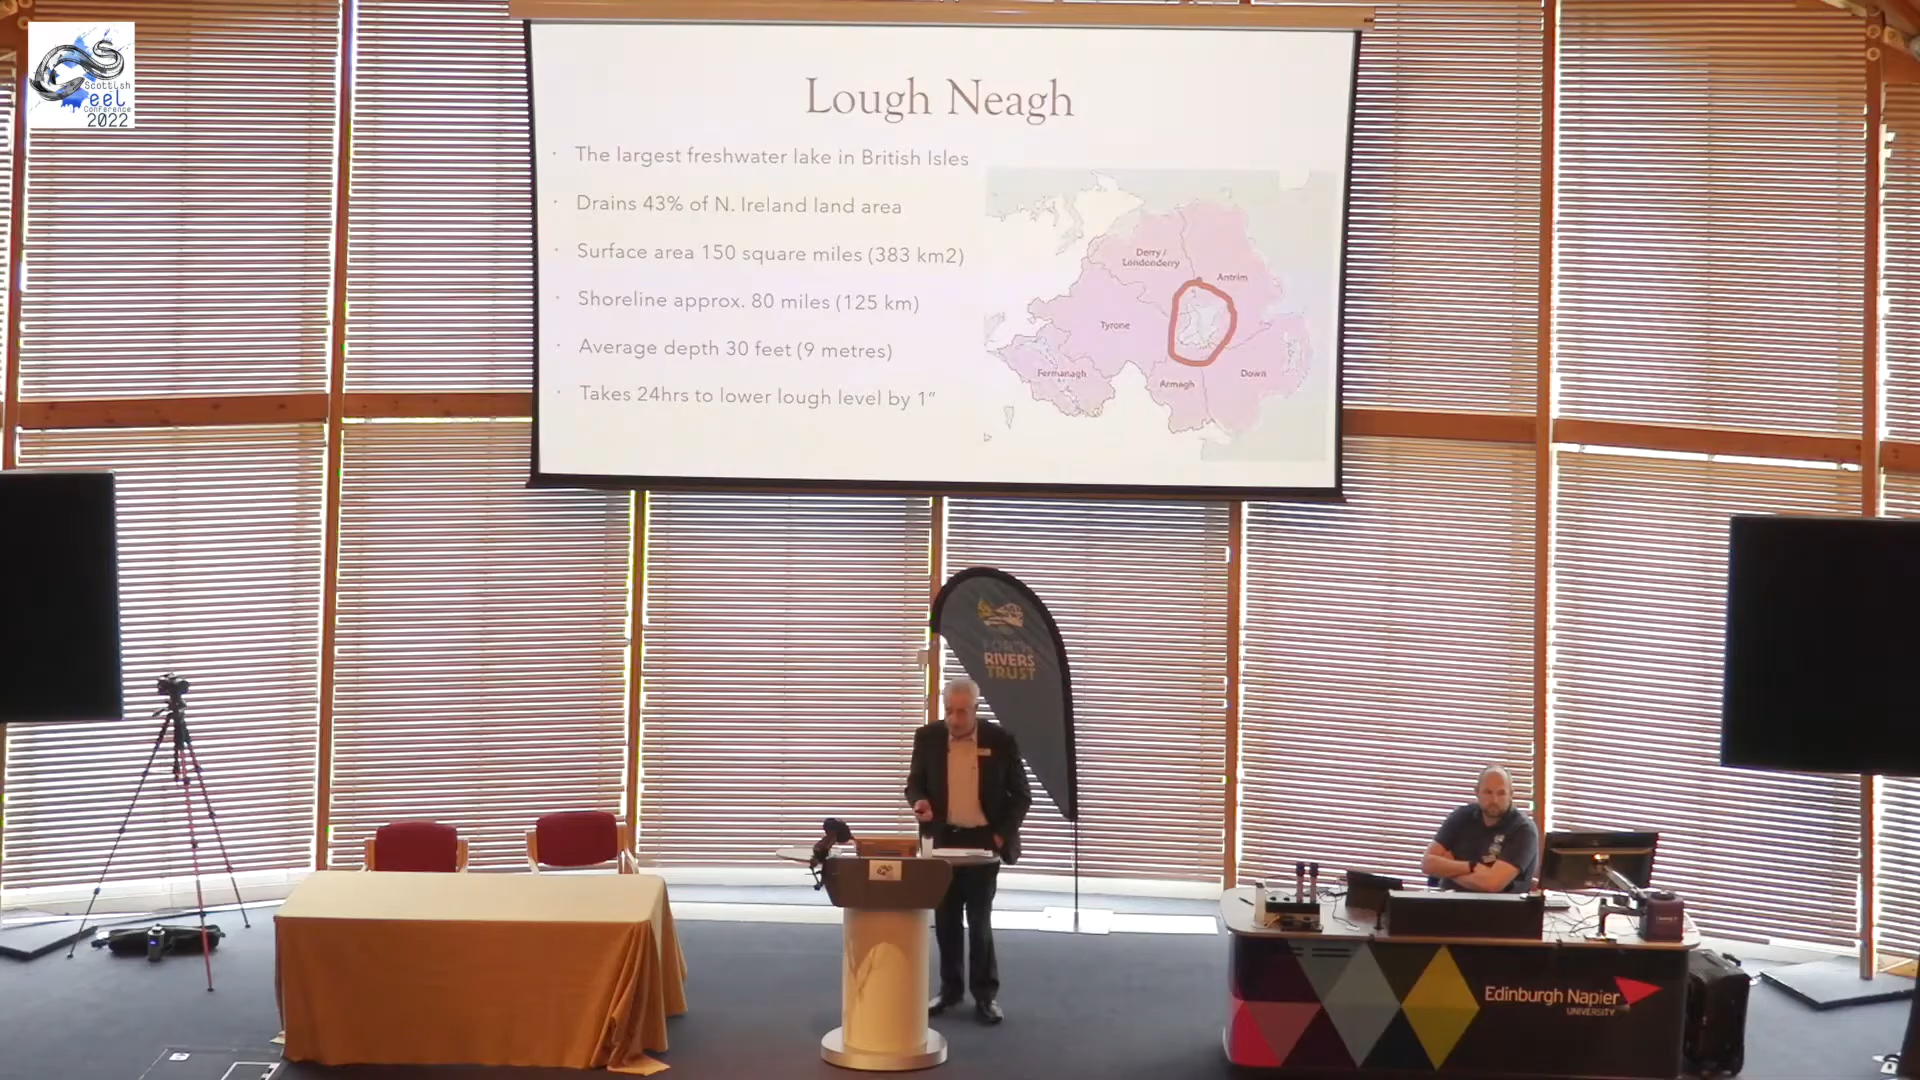 Scottish
eel
Conference
2022
Lough Neagh
· The largest freshwater lake in British Isles
· Drains 43% of N. Ireland land area
· Surface area 150 square miles (383 km2)
· Shoreline approx. 80 miles (125 km)
· Average depth 30 feet (9 metres)
· Takes 24hrs to lower lough level by 1”
Derry /
Londonderry
Antrim
Tyrone
Fermanagh
Armagh
Down
FORTH
RIVERS
TRUST
Edinburgh Napier
UNIVERSITY